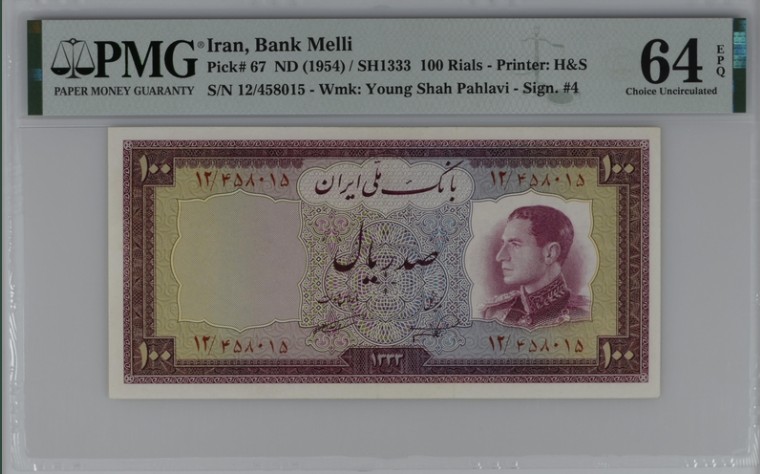 PMG® Iran, Bank Melli
Pick# 67 ND (1954) / SH1333 100 Rials - Printer: H&S
PAPER MONEY GUARANTY
S/N 12/458015 - Wmk: Young Shah Pahlavi - Sign. #4
64 EPQ
Choice Uncirculated
۱۰۰ ۱۰۰
۱۲/۴۵۸۰۱۵ ۱۲/۴۵۸۰۱۵
بانک ملی ایران
صد ریال
۱۲/۴۵۸۰۱۵ ۱۲/۴۵۸۰۱۵
۱۰۰ ۱۳۳۳ ۱۰۰